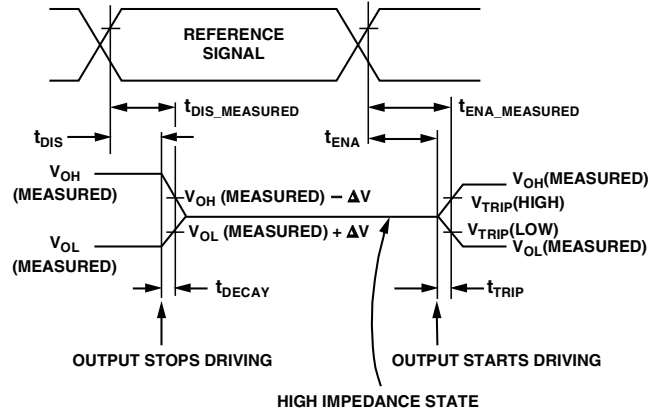 REFERENCE
SIGNAL
tDIS_MEASURED
tENA_MEASURED
tDIS
tENA
VOH
(MEASURED)
VOH (MEASURED) – ΔV
VOH(MEASURED)
VTRIP(HIGH)
VOL
(MEASURED)
VOL (MEASURED) + ΔV
VTRIP(LOW)
VOL(MEASURED)
tDECAY
tTRIP
OUTPUT STOPS DRIVING
OUTPUT STARTS DRIVING
HIGH IMPEDANCE STATE